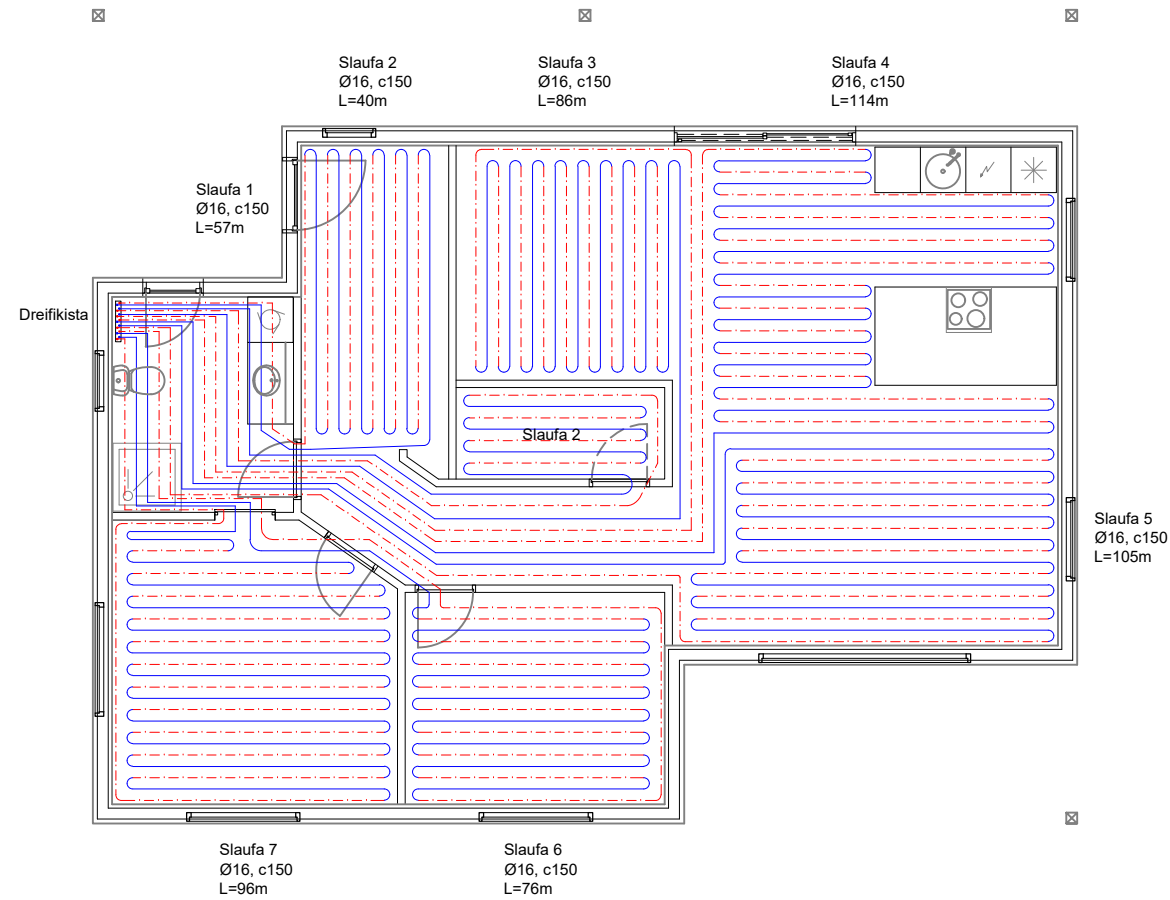 Slaufa 2
Ø16, c150
L=40m
Slaufa 3
Ø16, c150
L=86m
Slaufa 4
Ø16, c150
L=114m
Slaufa 1
Ø16, c150
L=57m
Dreifikista
Slaufa 2
Slaufa 5
Ø16, c150
L=105m
Slaufa 7
Ø16, c150
L=96m
Slaufa 6
Ø16, c150
L=76m